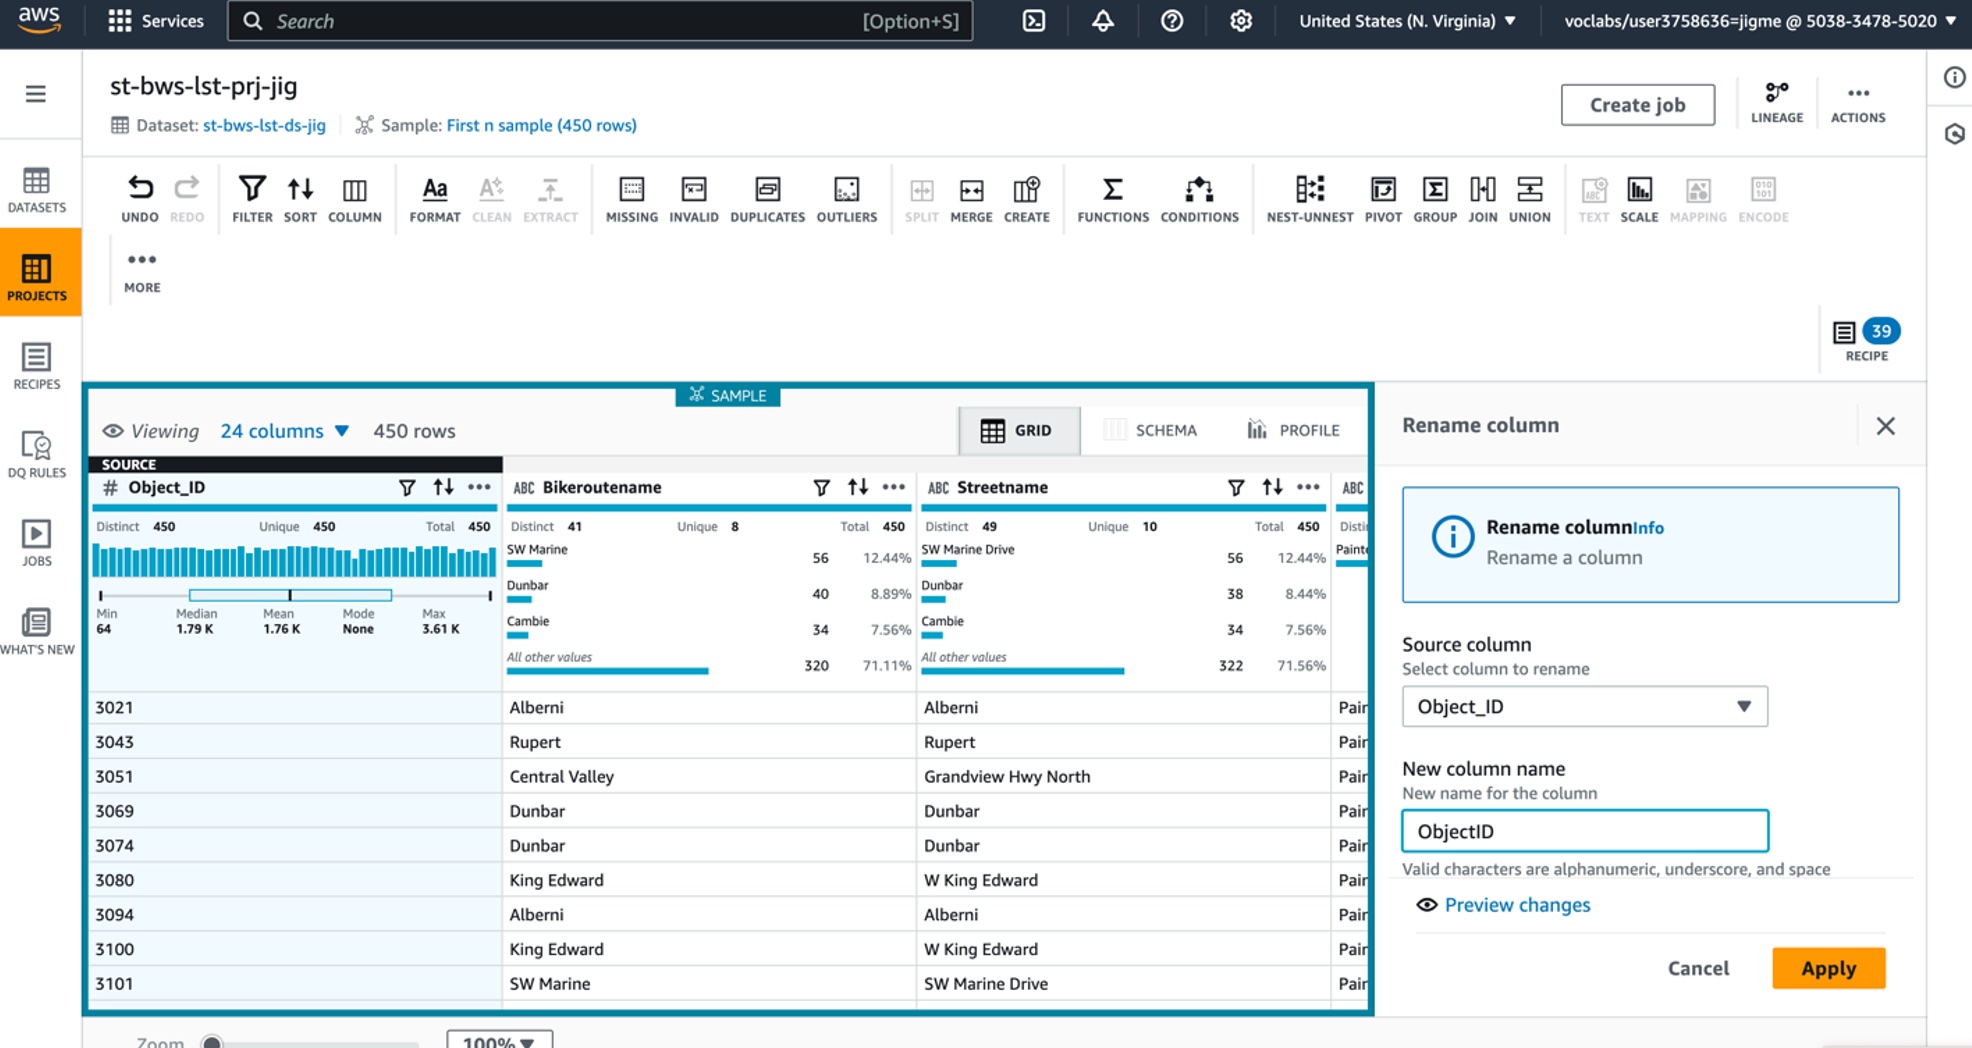 aws
Services
Search
[Option+S]
United States (N. Virginia)
voclabs/user3758636=jigme @ 5038-3478-5020
st-bws-lst-prj-jig
Dataset: st-bws-lst-ds-jig
Sample: First n sample (450 rows)
Create job
LINEAGE
ACTIONS
DATASETS
PROJECTS
RECIPES
DQ RULES
JOBS
WHAT'S NEW
UNDO
REDO
FILTER
SORT
COLUMN
FORMAT
CLEAN
EXTRACT
MISSING
INVALID
DUPLICATES
OUTLIERS
SPLIT
MERGE
CREATE
FUNCTIONS
CONDITIONS
NEST-UNNEST
PIVOT
GROUP
JOIN
UNION
TEXT
SCALE
MAPPING
ENCODE
MORE
39
RECIPE
SAMPLE
Viewing 24 columns 450 rows
GRID
SCHEMA
PROFILE
SOURCE
# Object_ID
ABC Bikeroutename
ABC Streetname
ABC
Distinct 450 Unique 450 Total 450
Min Median Mean Mode Max
64 1.79 K 1.76 K None 3.61 K
Distinct 41 Unique 8 Total 450
SW Marine 56 12.44%
Dunbar 40 8.89%
Cambie 34 7.56%
All other values 320 71.11%
Distinct 49 Unique 10 Total 450
SW Marine Drive 56 12.44%
Dunbar 38 8.44%
Cambie 34 7.56%
All other values 322 71.56%
Disti
Painte
3021 Alberni Alberni Pain
3043 Rupert Rupert Pain
3051 Central Valley Grandview Hwy North Pain
3069 Dunbar Dunbar Pain
3074 Dunbar Dunbar Pain
3080 King Edward W King Edward Pain
3094 Alberni Alberni Pain
3100 King Edward W King Edward Pain
3101 SW Marine SW Marine Drive Pain
Zoom
100%
Rename column
Rename column Info
Rename a column
Source column
Select column to rename
Object_ID
New column name
New name for the column
ObjectID
Valid characters are alphanumeric, underscore, and space
Preview changes
Cancel
Apply